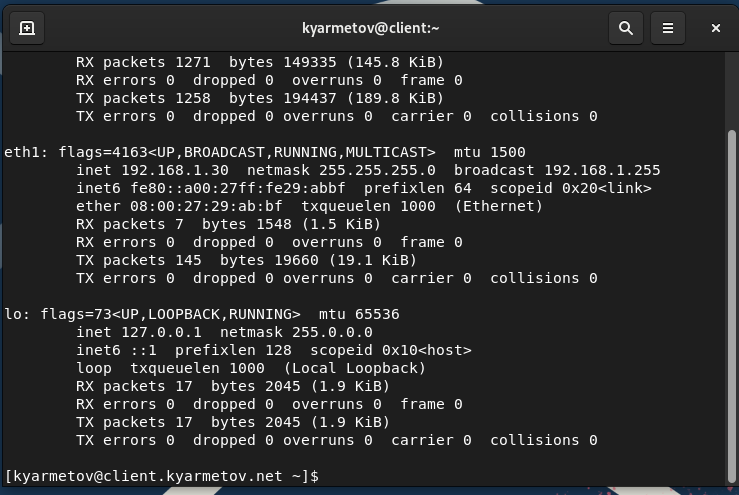 kyarmetov@client:~
RX packets 1271  bytes 149335 (145.8 KiB)
RX errors 0  dropped 0  overruns 0  frame 0
TX packets 1258  bytes 194437 (189.8 KiB)
TX errors 0  dropped 0 overruns 0  carrier 0  collisions 0
eth1: flags=4163<UP,BROADCAST,RUNNING,MULTICAST>  mtu 1500
inet 192.168.1.30  netmask 255.255.255.0  broadcast 192.168.1.255
inet6 fe80::a00:27ff:fe29:abbf  prefixlen 64  scopeid 0x20<link>
ether 08:00:27:29:ab:bf  txqueuelen 1000  (Ethernet)
RX packets 7  bytes 1548 (1.5 KiB)
RX errors 0  dropped 0  overruns 0  frame 0
TX packets 145  bytes 19660 (19.1 KiB)
TX errors 0  dropped 0 overruns 0  carrier 0  collisions 0
lo: flags=73<UP,LOOPBACK,RUNNING>  mtu 65536
inet 127.0.0.1  netmask 255.0.0.0
inet6 ::1  prefixlen 128  scopeid 0x10<host>
loop  txqueuelen 1000  (Local Loopback)
RX packets 17  bytes 2045 (1.9 KiB)
RX errors 0  dropped 0  overruns 0  frame 0
TX packets 17  bytes 2045 (1.9 KiB)
TX errors 0  dropped 0 overruns 0  carrier 0  collisions 0
[kyarmetov@client.kyarmetov.net ~]$